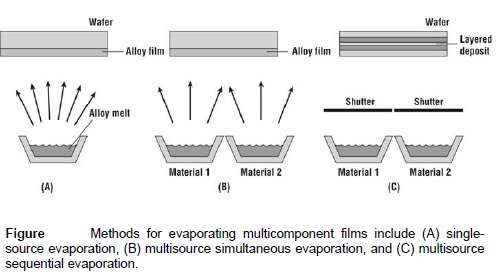 Wafer
Wafer
Layered
deposit
Alloy film
Alloy film
Alloy melt
Shutter
Shutter
Material 1
Material 2
Material 1
Material 2
(A)
(B)
(C)
Figure Methods for evaporating multicomponent films include (A) single-
source evaporation, (B) multisource simultaneous evaporation, and (C) multisource
sequential evaporation.